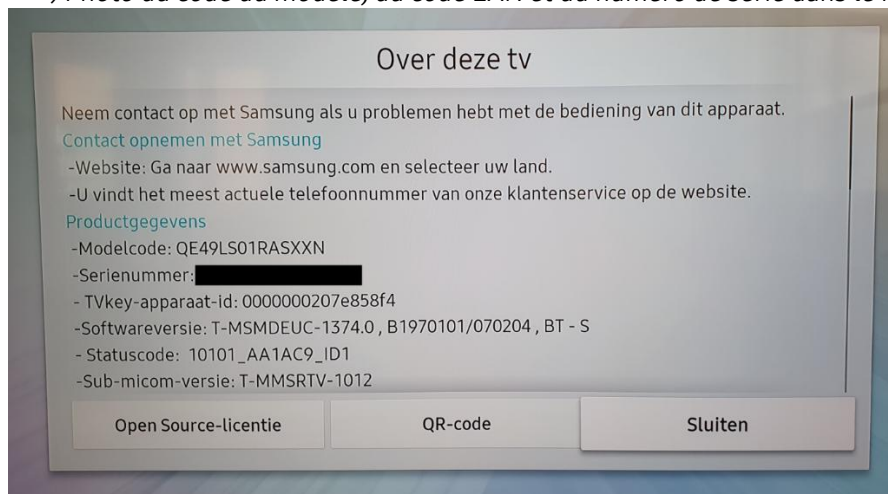 Over deze tv
Neem contact op met Samsung als u problemen hebt met de bediening van dit apparaat.
Contact opnemen met Samsung
-Website: Ga naar www.samsung.com en selecteer uw land.
-U vindt het meest actuele telefoonnummer van onze klantenservice op de website.
Productgegevens
-Modelcode: QE49LS01RASXXN
-Serienummer:
- TVkey-apparaat-id: 0000000207e858f4
-Softwareversie: T-MSMDEUC-1374.0 , B1970101/070204 , BT - S
- Statuscode: 10101_AA1AC9_ID1
-Sub-micom-versie: T-MMSRTV-1012
Open Source-licentie QR-code Sluiten